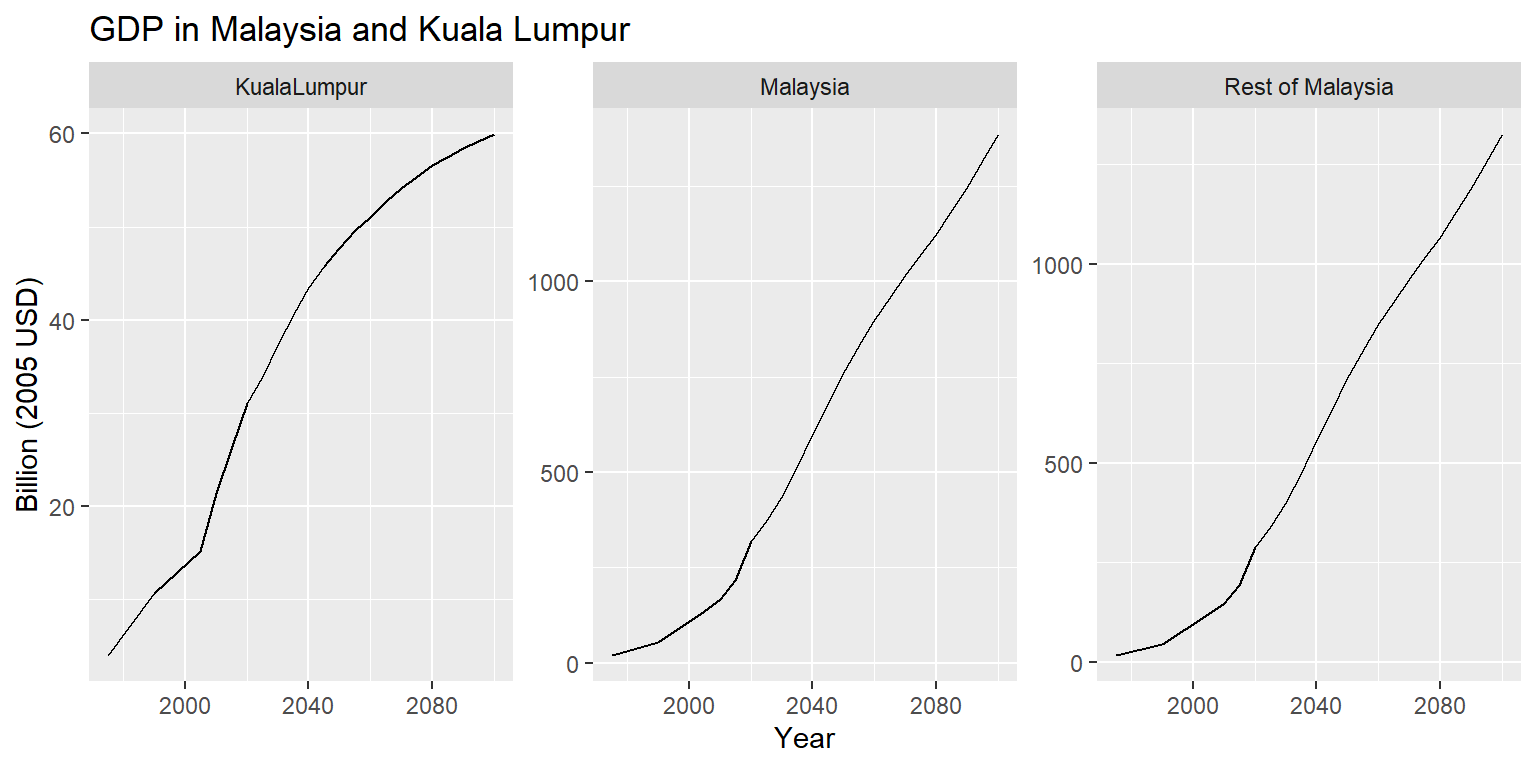 GDP in Malaysia and Kuala Lumpur
KualaLumpur
Malaysia
Rest of Malaysia
Billion (2005 USD)
60
40
20
1000
500
0
1000
500
0
2000 2040 2080
2000 2040 2080
2000 2040 2080
Year